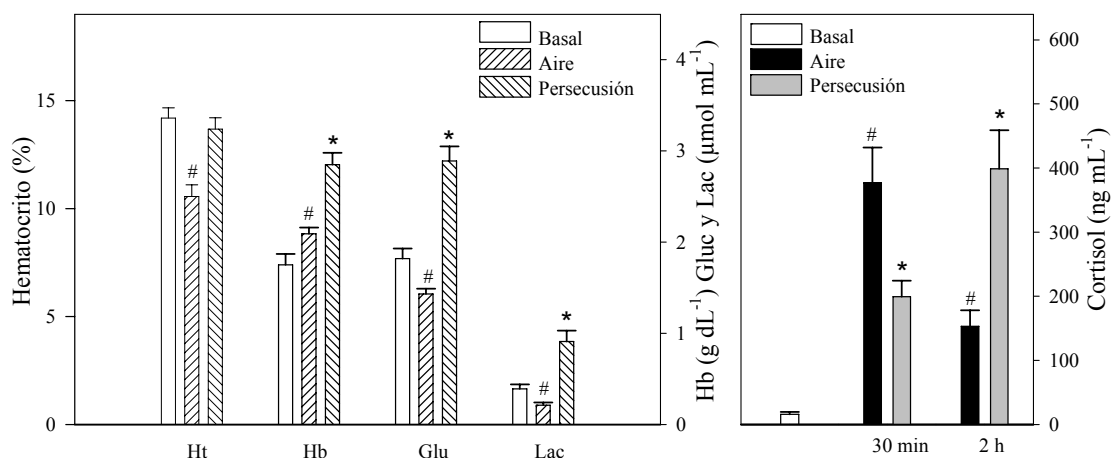 Hematocrito (%)
15
10
5
0
Basal
Aire
Persecusión
#
#
*
#
*
#
*
Ht
Hb
Glu
Lac
4
3
2
1
0
Hb (g dL-1) Gluc y Lac (µmol mL-1)
Basal
Aire
Persecusión
#
*
#
*
30 min
2 h
600
500
400
300
200
100
0
Cortisol (ng mL-1)